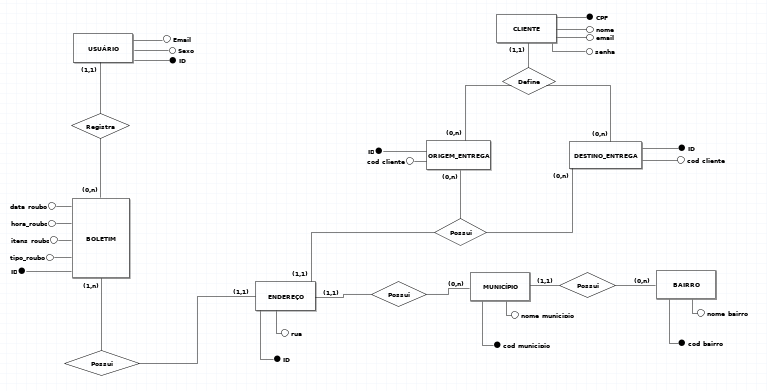 USUÁRIO
Email
Sexo
ID
(1,1)
Registra
(0,n)
data_roubo
hora_roubo
itens_roubo
tipo_roubo
ID
BOLETIM
(1,n)
Possui
CLIENTE
CPF
nome
email
senha
(1,1)
Define
(0,n)
(0,n)
ID
cod_cliente
ORIGEM_ENTREGA
(0,n)
DESTINO_ENTREGA
ID
cod_cliente
(0,n)
Possui
(1,1)
(1,1)
ENDEREÇO
(1,1)
rua
ID
Possui
(0,n)
MUNICÍPIO
(1,1)
nome_municipio
cod_municipio
Possui
(0,n)
BAIRRO
nome_bairro
cod_bairro